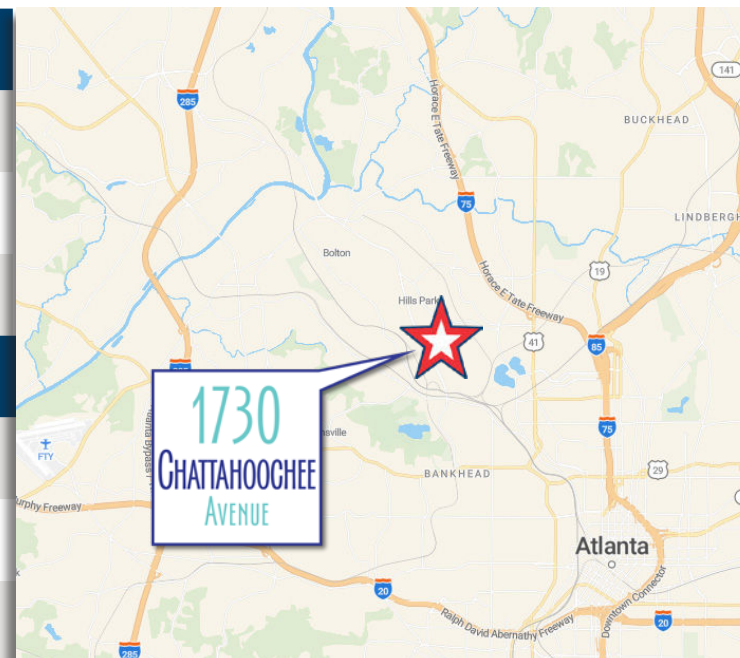 141
285
BUCKHEAD
Horace E Tate Freeway
75
LINDBERGH
Bolton
19
Horace E Tate Freeway
Hills Park
41
85
1730
CHATTAHOOCHEE
AVENUE
75
FTY
BANKHEAD
29
Freeway
Atlanta
20
Ralph David Abernathy Freeway
Downtown Connector
20
285